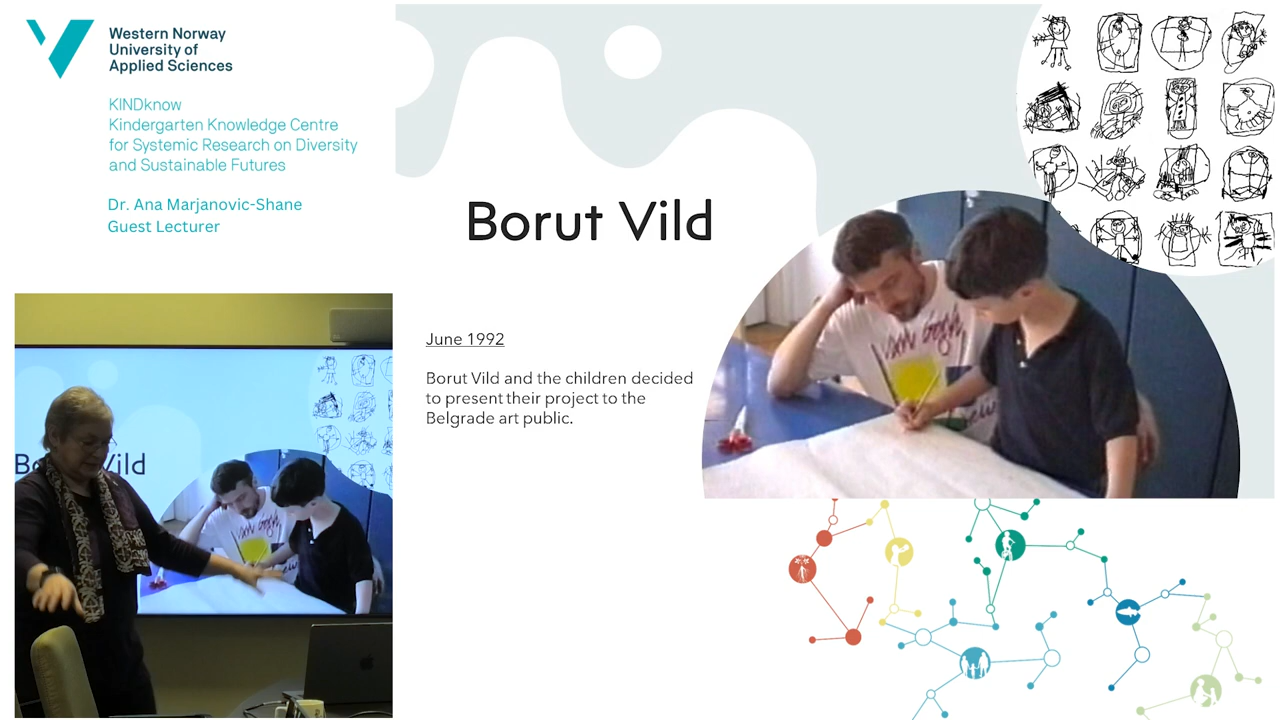 Western Norway
University of
Applied Sciences
KINDknow
Kindergarten Knowledge Centre
for Systemic Research on Diversity
and Sustainable Futures
Dr. Ana Marjanovic-Shane
Guest Lecturer
Borut Vild
June 1992
Borut Vild and the children decided
to present their project to the
Belgrade art public.
van gogh